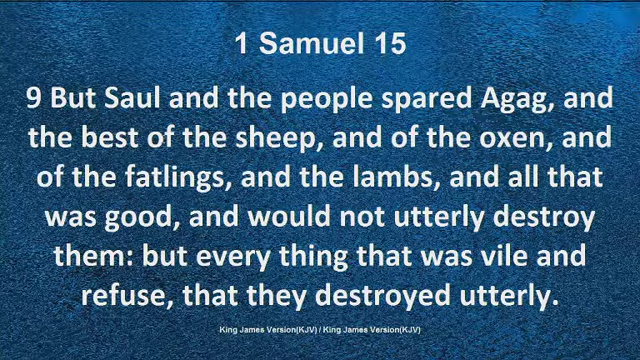 1 Samuel 15
9 But Saul and the people spared Agag, and
the best of the sheep, and of the oxen, and
of the fatlings, and the lambs, and all that
was good, and would not utterly destroy
them: but every thing that was vile and
refuse, that they destroyed utterly.
King James Version(KJV) / King James Version(KJV)